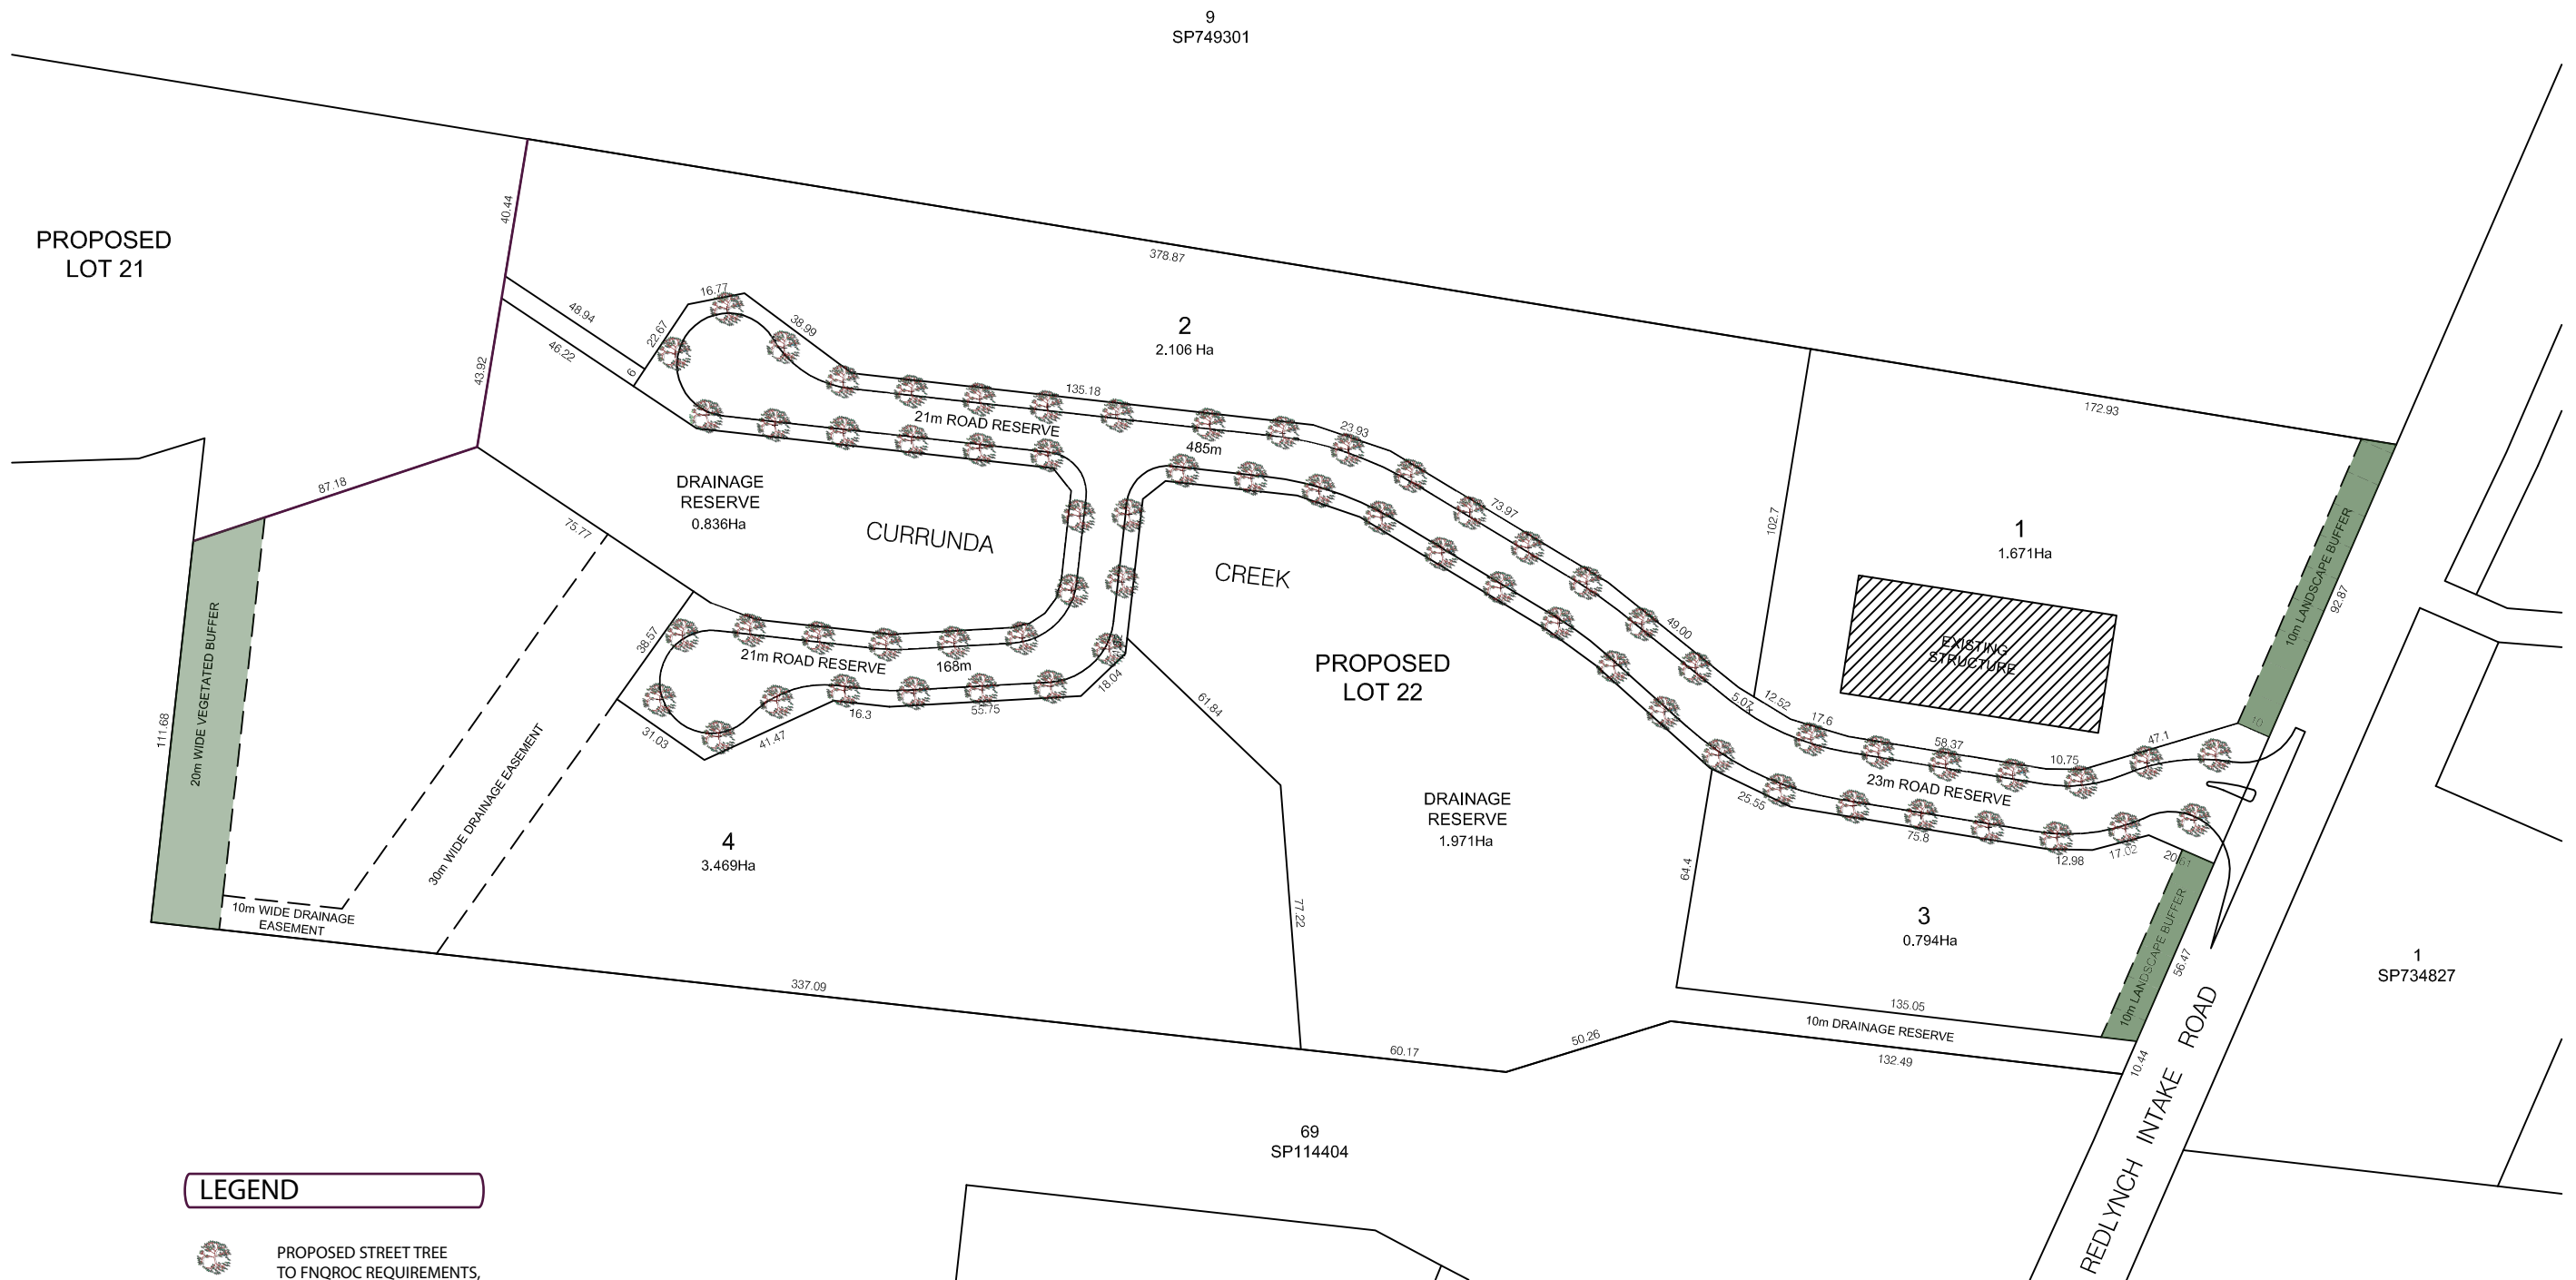 9
SP749301
PROPOSED
LOT 21
40.44
43.92
87.18
48.94
46.22
6
22.67
16.77
38.99
378.87
2
2.106 Ha
135.18
21m ROAD RESERVE
485m
23.93
73.97
49.00
102.7
172.93
1
1.671Ha
EXISTING
STRUCTURE
10m LANDSCAPE BUFFER
92.87
DRAINAGE
RESERVE
0.836Ha
CURRUNDA
CREEK
75.77
38.57
21m ROAD RESERVE
168m
31.03
41.47
16.3
55.75
18.04
61.84
77.22
PROPOSED
LOT 22
5.07
12.52
17.6
58.37
10.75
47.1
10
23m ROAD RESERVE
25.55
75.8
12.98
17.02
20.61
DRAINAGE
RESERVE
1.971Ha
64.4
3
0.794Ha
10m LANDSCAPE BUFFER
56.47
111.68
20m WIDE VEGETATED BUFFER
30m WIDE DRAINAGE EASEMENT
10m WIDE DRAINAGE
EASEMENT
4
3.469Ha
337.09
60.17
50.26
135.05
10m DRAINAGE RESERVE
132.49
10.44
REDLYNCH INTAKE ROAD
1
SP734827
69
SP114404
LEGEND
PROPOSED STREET TREE
TO FNQROC REQUIREMENTS,